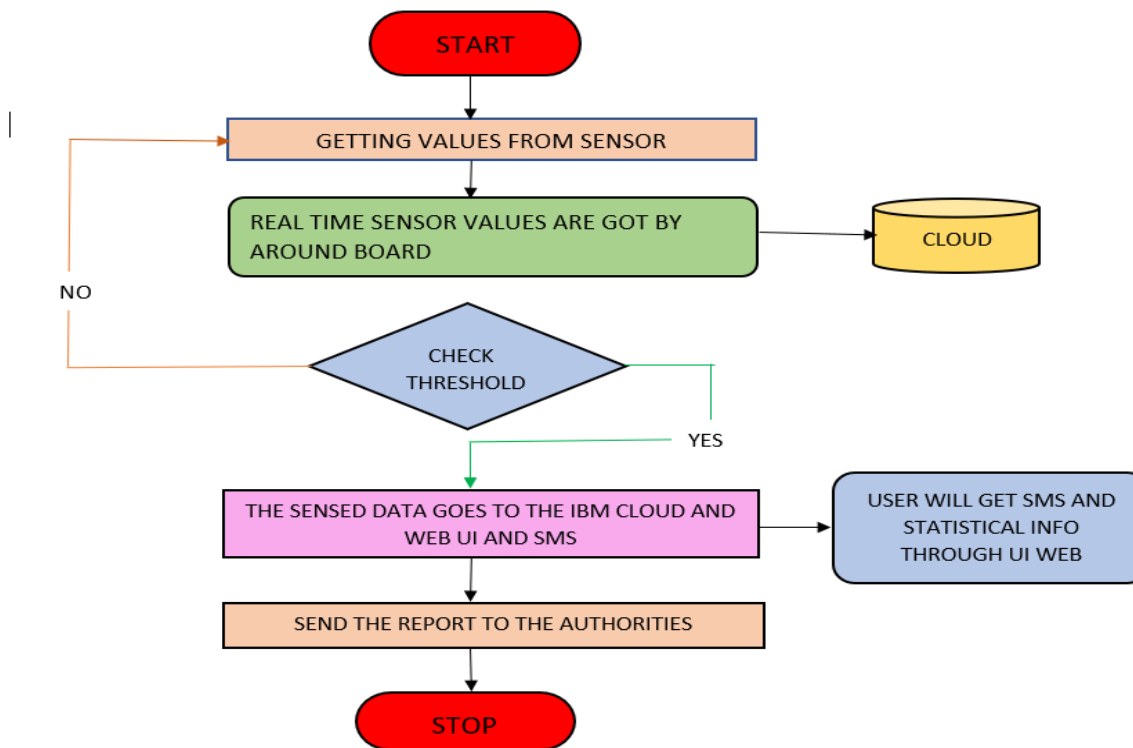 START
GETTING VALUES FROM SENSOR
REAL TIME SENSOR VALUES ARE GOT BY
AROUND BOARD
CLOUD
NO
CHECK
THRESHOLD
YES
THE SENSED DATA GOES TO THE IBM CLOUD AND
WEB UI AND SMS
USER WILL GET SMS AND
STATISTICAL INFO
THROUGH UI WEB
SEND THE REPORT TO THE AUTHORITIES
STOP